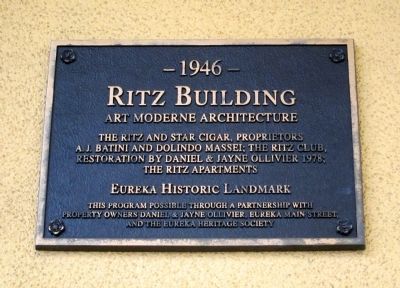 – 1946 –
RITZ BUILDING
ART MODERNE ARCHITECTURE
THE RITZ AND STAR CIGAR, PROPRIETORS
A.J. BATINI AND DOLINDO MASSEI; THE RITZ CLUB,
RESTORATION BY DANIEL & JAYNE OLLIVIER 1978;
THE RITZ APARTMENTS
EUREKA HISTORIC LANDMARK
THIS PROGRAM POSSIBLE THROUGH A PARTNERSHIP WITH
PROPERTY OWNERS DANIEL & JAYNE OLLIVIER, EUREKA MAIN STREET,
AND THE EUREKA HERITAGE SOCIETY